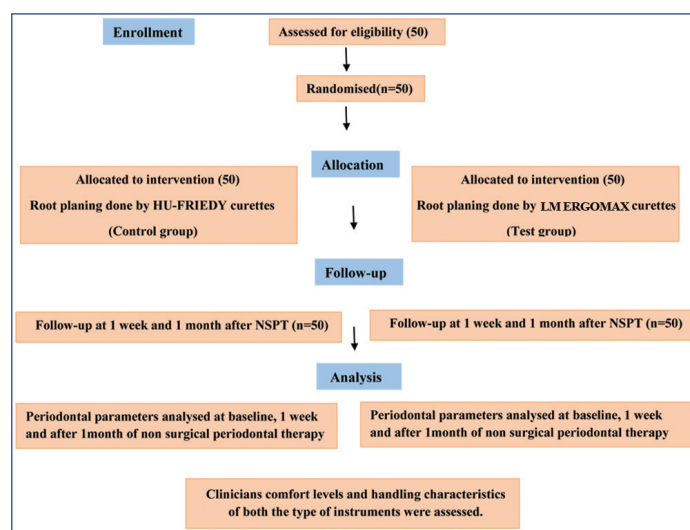 Enrollment
Assessed for eligibility (50)
Randomised(n=50)
Allocation
Allocated to intervention (50)
Root planing done by HU-FRIEDY curettes
(Control group)
Allocated to intervention (50)
Root planing done by LM ERGOMAX curettes
(Test group)
Follow-up
Follow-up at 1 week and 1 month after NSPT (n=50)
Follow-up at 1 week and 1 month after NSPT (n=50)
Analysis
Periodontal parameters analysed at baseline, 1 week
and after 1month of non surgical periodontal therapy
Periodontal parameters analysed at baseline, 1 week
and after 1month of non surgical periodontal therapy
Clinicians comfort levels and handling characteristics
of both the type of instruments were assessed.